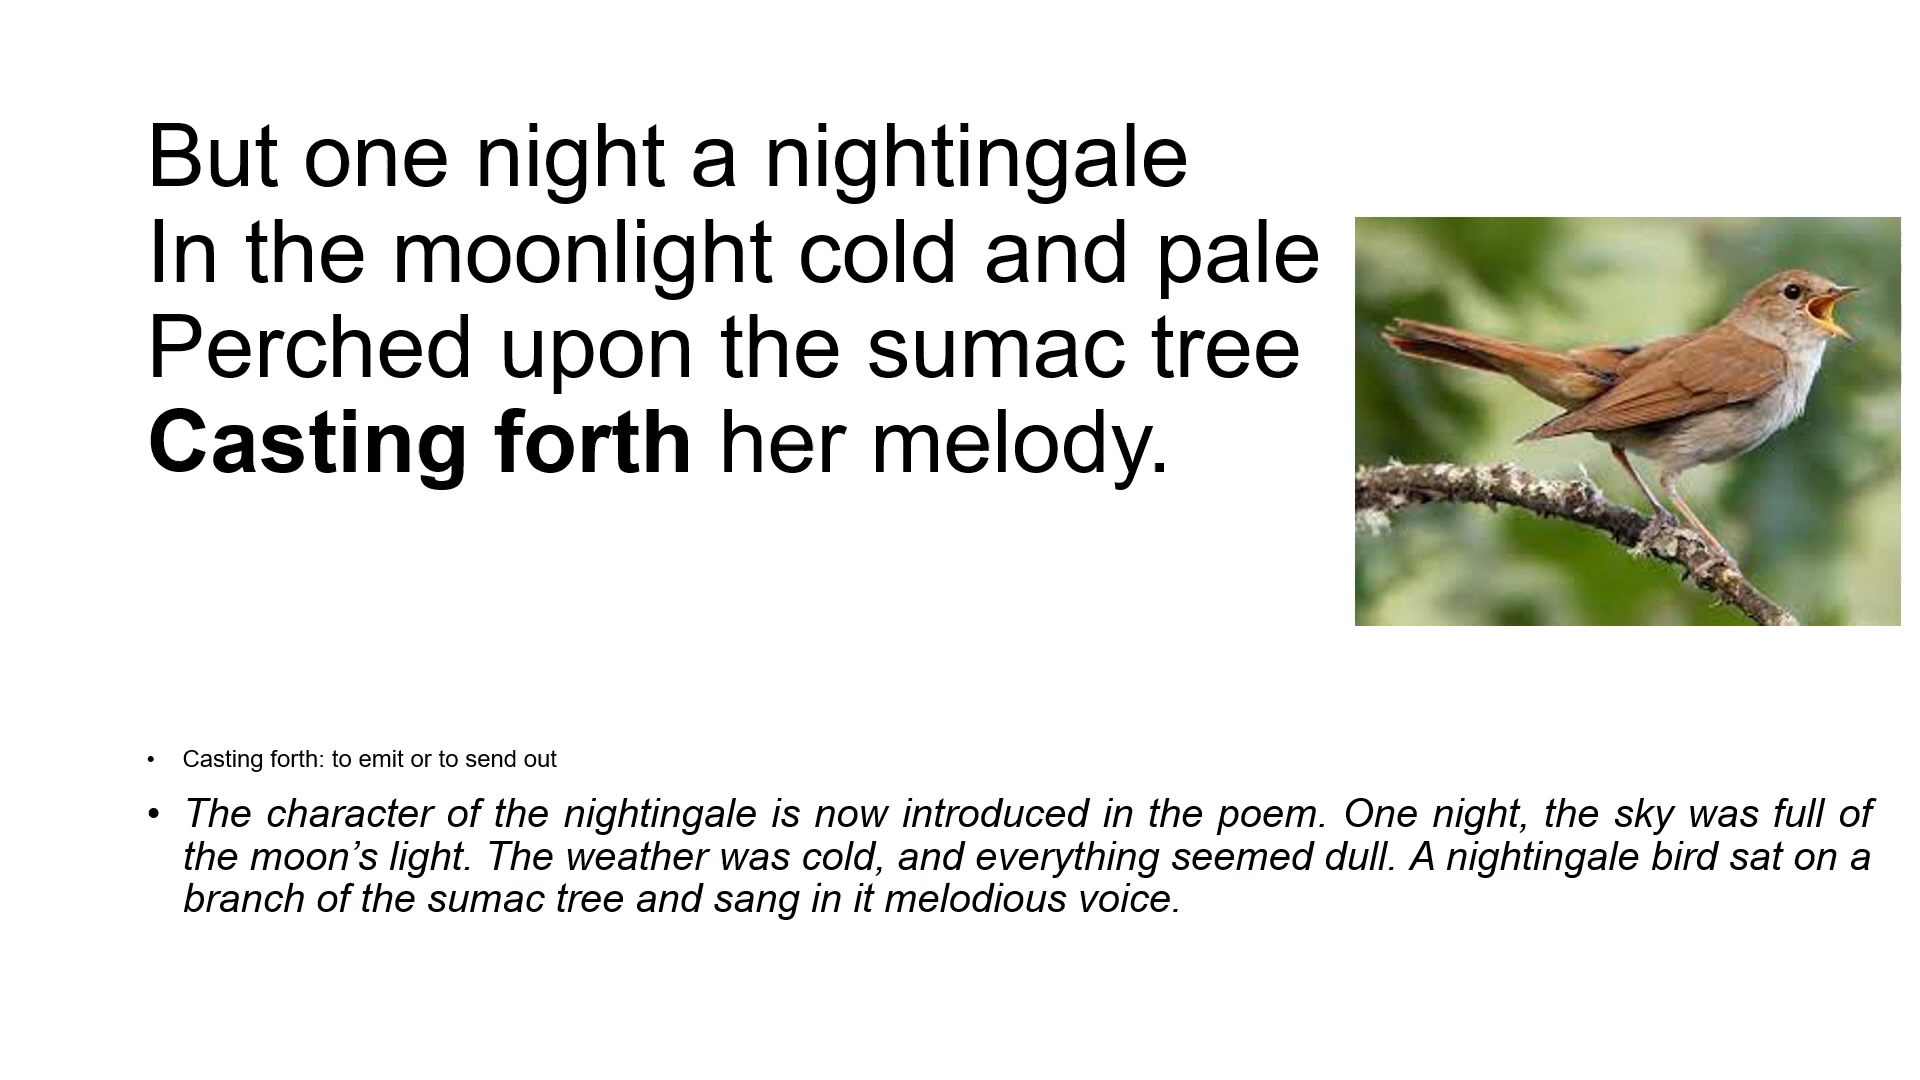 But one night a nightingale
In the moonlight cold and pale
Perched upon the sumac tree
Casting forth her melody.
• Casting forth: to emit or to send out
• The character of the nightingale is now introduced in the poem. One night, the sky was full of
the moon’s light. The weather was cold, and everything seemed dull. A nightingale bird sat on a
branch of the sumac tree and sang in it melodious voice.